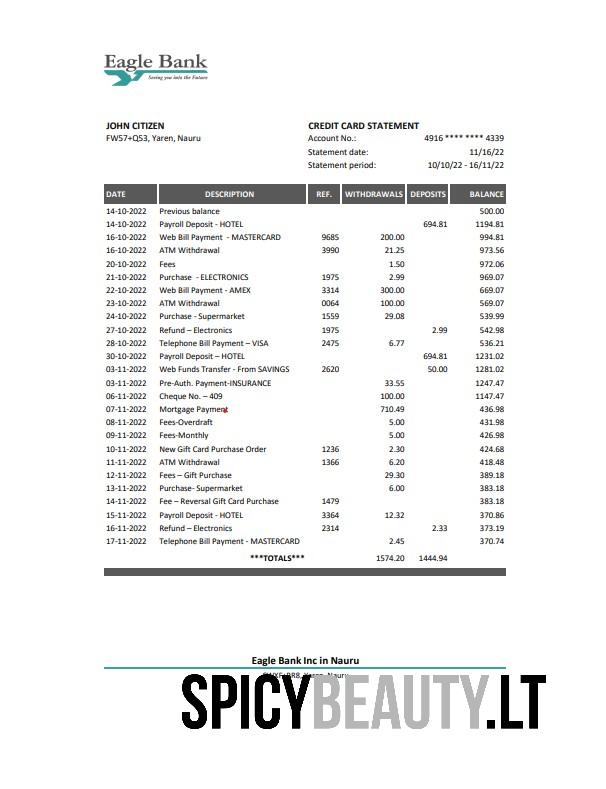 Eagle Bank
Saving you into the Future
JOHN CITIZEN
FW57+QS3, Yaren, Nauru
CREDIT CARD STATEMENT
Account No.: 4916 **** **** 4339
Statement date: 11/16/22
Statement period: 10/10/22 - 16/11/22
DATE DESCRIPTION REF. WITHDRAWALS DEPOSITS BALANCE
14-10-2022 Previous balance 500.00
14-10-2022 Payroll Deposit - HOTEL 694.81 1194.81
16-10-2022 Web Bill Payment - MASTERCARD 9685 200.00 994.81
16-10-2022 ATM Withdrawal 3990 21.25 973.56
20-10-2022 Fees 1.50 972.06
21-10-2022 Purchase - ELECTRONICS 1975 2.99 969.07
22-10-2022 Web Bill Payment - AMEX 3314 300.00 669.07
23-10-2022 ATM Withdrawal 0064 100.00 569.07
24-10-2022 Purchase - Supermarket 1559 29.08 539.99
27-10-2022 Refund – Electronics 1975 2.99 542.98
28-10-2022 Telephone Bill Payment – VISA 2475 6.77 536.21
30-10-2022 Payroll Deposit – HOTEL 694.81 1231.02
03-11-2022 Web Funds Transfer - From SAVINGS 2620 50.00 1281.02
03-11-2022 Pre-Auth. Payment-INSURANCE 33.55 1247.47
06-11-2022 Cheque No. – 409 100.00 1147.47
07-11-2022 Mortgage Payment 710.49 436.98
08-11-2022 Fees-Overdraft 5.00 431.98
09-11-2022 Fees-Monthly 5.00 426.98
10-11-2022 New Gift Card Purchase Order 1236 2.30 424.68
11-11-2022 ATM Withdrawal 1366 6.20 418.48
12-11-2022 Fees – Gift Purchase 29.30 389.18
13-11-2022 Purchase- Supermarket 6.00 383.18
14-11-2022 Fee – Reversal Gift Card Purchase 1479 383.18
15-11-2022 Payroll Deposit - HOTEL 3364 12.32 370.86
16-11-2022 Refund – Electronics 2314 2.33 373.19
17-11-2022 Telephone Bill Payment - MASTERCARD 2.45 370.74
***TOTALS*** 1574.20 1444.94
Eagle Bank Inc in Nauru
Yaren, Nauru
SPICYBEAUTY.LT